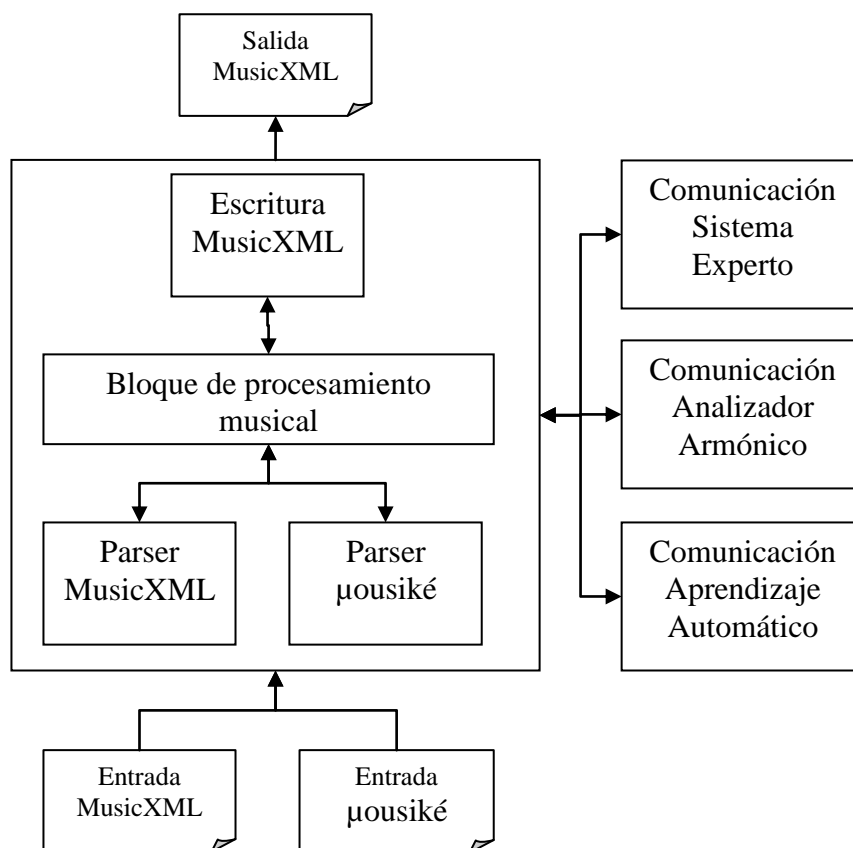 Salida
MusicXML
Escritura
MusicXML
Bloque de procesamiento
musical
Parser
MusicXML
Parser
µousiké
Entrada
MusicXML
Entrada
µousiké
Comunicación
Sistema
Experto
Comunicación
Analizador
Armónico
Comunicación
Aprendizaje
Automático